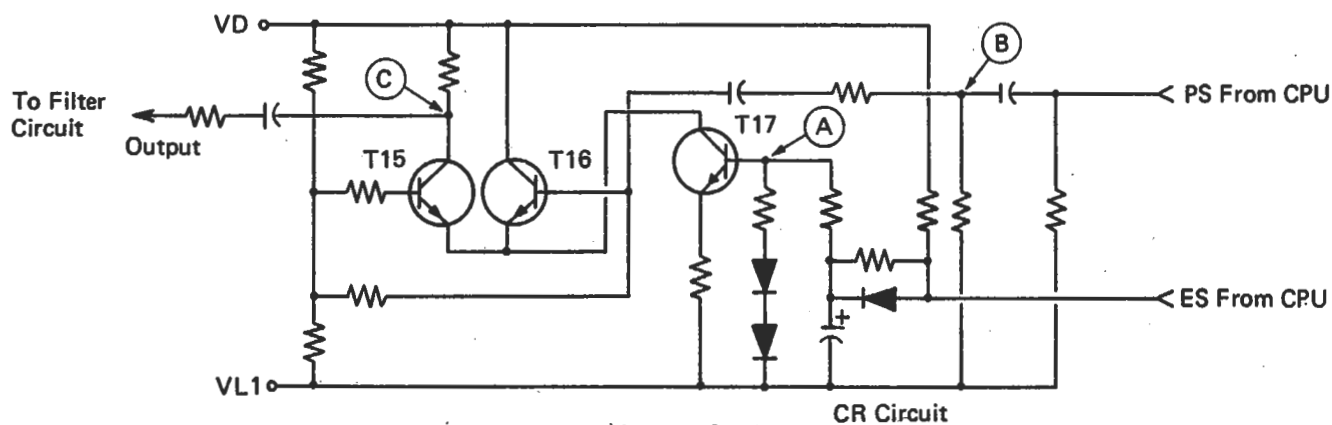 VD
B
C
To Filter
Circuit
PS From CPU
T17
A
Output
T15
T16
+
ES From CPU
VL1
CR Circuit